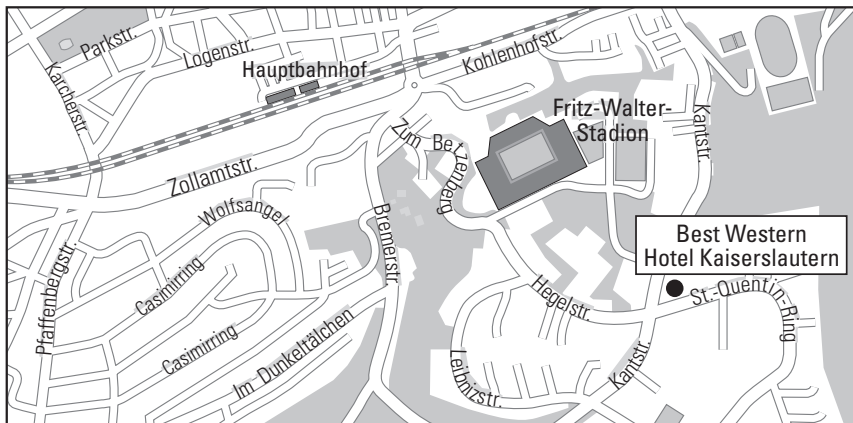 Parkstr.
Logenstr.
Kohlenhofstr.
Karcherstr.
Hauptbahnhof
Fritz-Walter-
Stadion
Kantstr.
Zum Betzenberg
Zollamtstr.
Wolfsangel
Bremerstr.
Best Western
Hotel Kaiserslautern
Pfaffenbergstr.
Casimirring
Hegelstr.
St.-Quentin-Ring
Casimirring
Im Dunkeltälchen
Leibnizstr.
Kantstr.